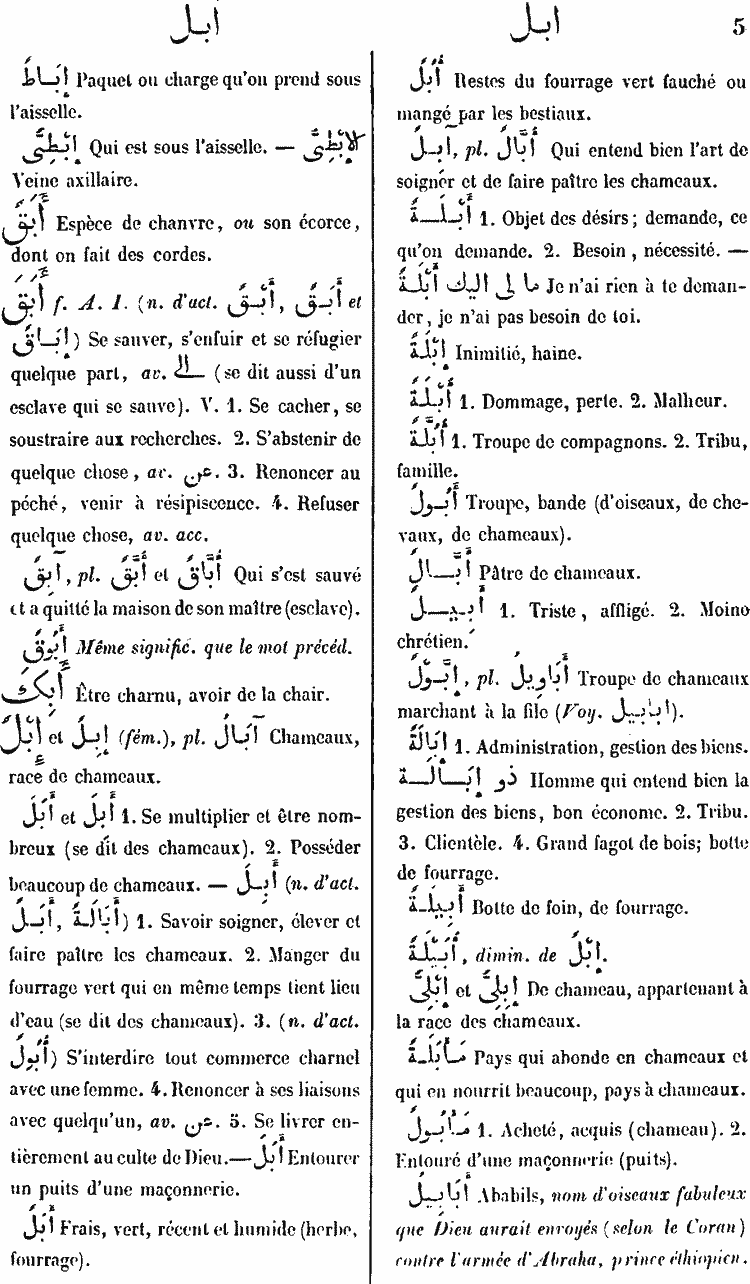 أبل
أبل 5
إِبَاطٌ Paquet ou charge qu'on prend sous
l'aisselle.
إِبْطِىٌّ Qui est sous l'aisselle. — الإِبْطِىُّ
Veine axillaire.
أَبَقٌ Espèce de chanvre, ou son écorce,
dont on fait des cordes.
أَبَقَ f. A. I. (n. d'act. أَبْقٌ, أَبَقٌ et
إِبَاقٌ) Se sauver, s'enfuir et se réfugier
quelque part, av. الى (se dit aussi d'un
esclave qui se sauve). V. 1. Se cacher, se
soustraire aux recherches. 2. S'abstenir de
quelque chose, av. عن. 3. Renoncer au
péché, venir à résipiscence. 4. Refuser
quelque chose, av. acc.
آبِقٌ, pl. أُبَّقٌ et أُبَّاقٌ Qui s'est sauvé
et a quitté la maison de son maître (esclave).
أَبُوقٌ Même signific. que le mot précéd.
أَبِكَ Être charnu, avoir de la chair.
إِبْلٌ et إِبِلٌ (fém.), pl. آبَالٌ Chameaux,
race de chameaux.
أَبَلَ et أَبِلَ 1. Se multiplier et être nom-
breux (se dit des chameaux). 2. Posséder
beaucoup de chameaux. — أَبِلَ (n. d'act.
أَبَلٌ, أَبَالَةٌ) 1. Savoir soigner, élever et
faire paître les chameaux. 2. Manger du
fourrage vert qui en même temps tient lieu
d'eau (se dit des chameaux). 3. (n. d'act.
أُبُولٌ) S'interdire tout commerce charnel
avec une femme. 4. Renoncer à ses liaisons
avec quelqu'un, av. عن. 5. Se livrer en-
tièrement au culte de Dieu. — أَبَلَ Entourer
un puits d'une maçonnerie.
أَبِلٌ Frais, vert, récent et humide (herbe,
fourrage).
أُبُلٌ Restes du fourrage vert fauché ou
mangé par les bestiaux.
آبِلٌ, pl. أُبَّالٌ Qui entend bien l'art de
soigner et de faire paître les chameaux.
أَبْلَةٌ 1. Objet des désirs; demande, ce
qu'on demande. 2. Besoin, nécessité. —
ما لى اليك أَبْلَةٌ Je n'ai rien à te deman-
der, je n'ai pas besoin de toi.
إِبْلَةٌ Inimitié, haine.
أَبَلَةٌ 1. Dommage, perte. 2. Malheur.
أُبُلَّةٌ 1. Troupe de compagnons. 2. Tribu,
famille.
أَبُولٌ Troupe, bande (d'oiseaux, de che-
vaux, de chameaux).
أَبَّالٌ Pâtre de chameaux.
أَبِيلٌ 1. Triste, affligé. 2. Moine
chrétien.
إِبَّوْلٌ, pl. أَبَاوِيلُ Troupe de chameaux
marchant à la file (Voy. ابابيل).
إِبَالَةٌ 1. Administration, gestion des biens.
ذو إِبَالَة Homme qui entend bien la
gestion des biens, bon économe. 2. Tribu.
3. Clientèle. 4. Grand fagot de bois; botte
de fourrage.
أَبِيلَةٌ Botte de foin, de fourrage.
أُبَيْلَةٌ, dimin. de إِبْلٌ.
إِبَلِىٌّ et إِبِلِىٌّ De chameau, appartenant à
la race des chameaux.
مَأْبَلَةٌ Pays qui abonde en chameaux et
qui en nourrit beaucoup, pays à chameaux.
مَأْبُولٌ 1. Acheté, acquis (chameau). 2.
Entouré d'une maçonnerie (puits).
أَبَابِيلُ Ababils, nom d'oiseaux fabuleux
que Dieu aurait envoyés (selon le Coran)
contre l'armée d'Abraha, prince éthiopien.